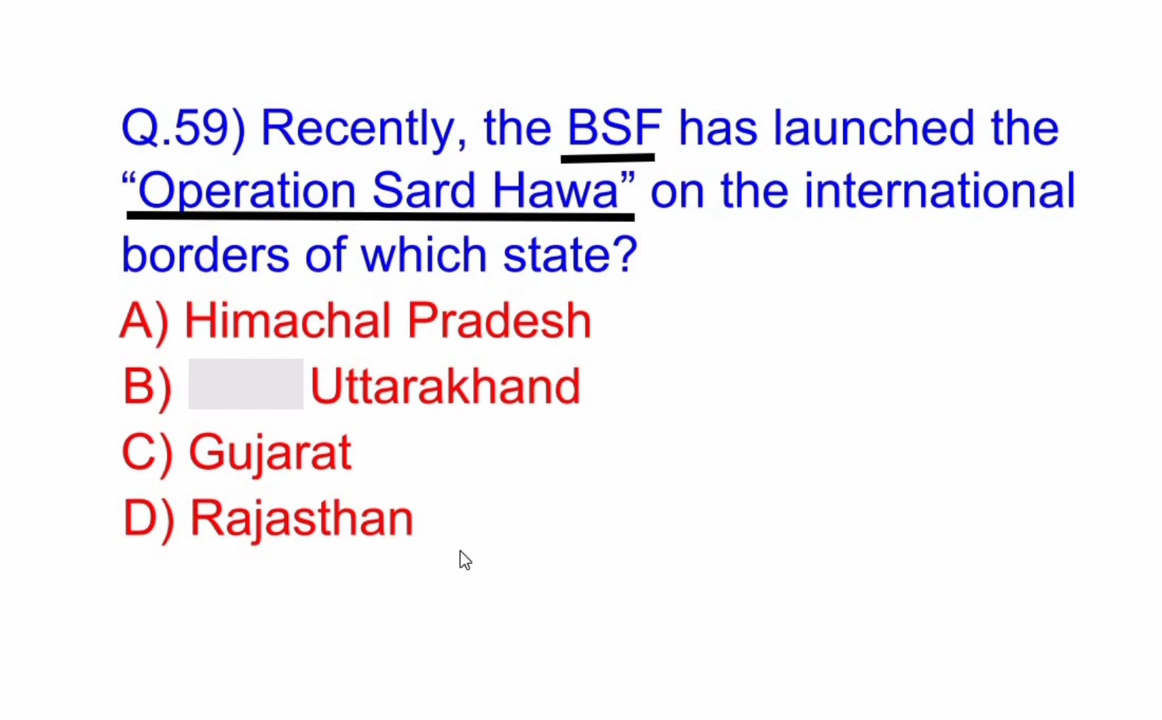 Q.59) Recently, the BSF has launched the
“Operation Sard Hawa” on the international
borders of which state?
A) Himachal Pradesh
B) Uttarakhand
C) Gujarat
D) Rajasthan